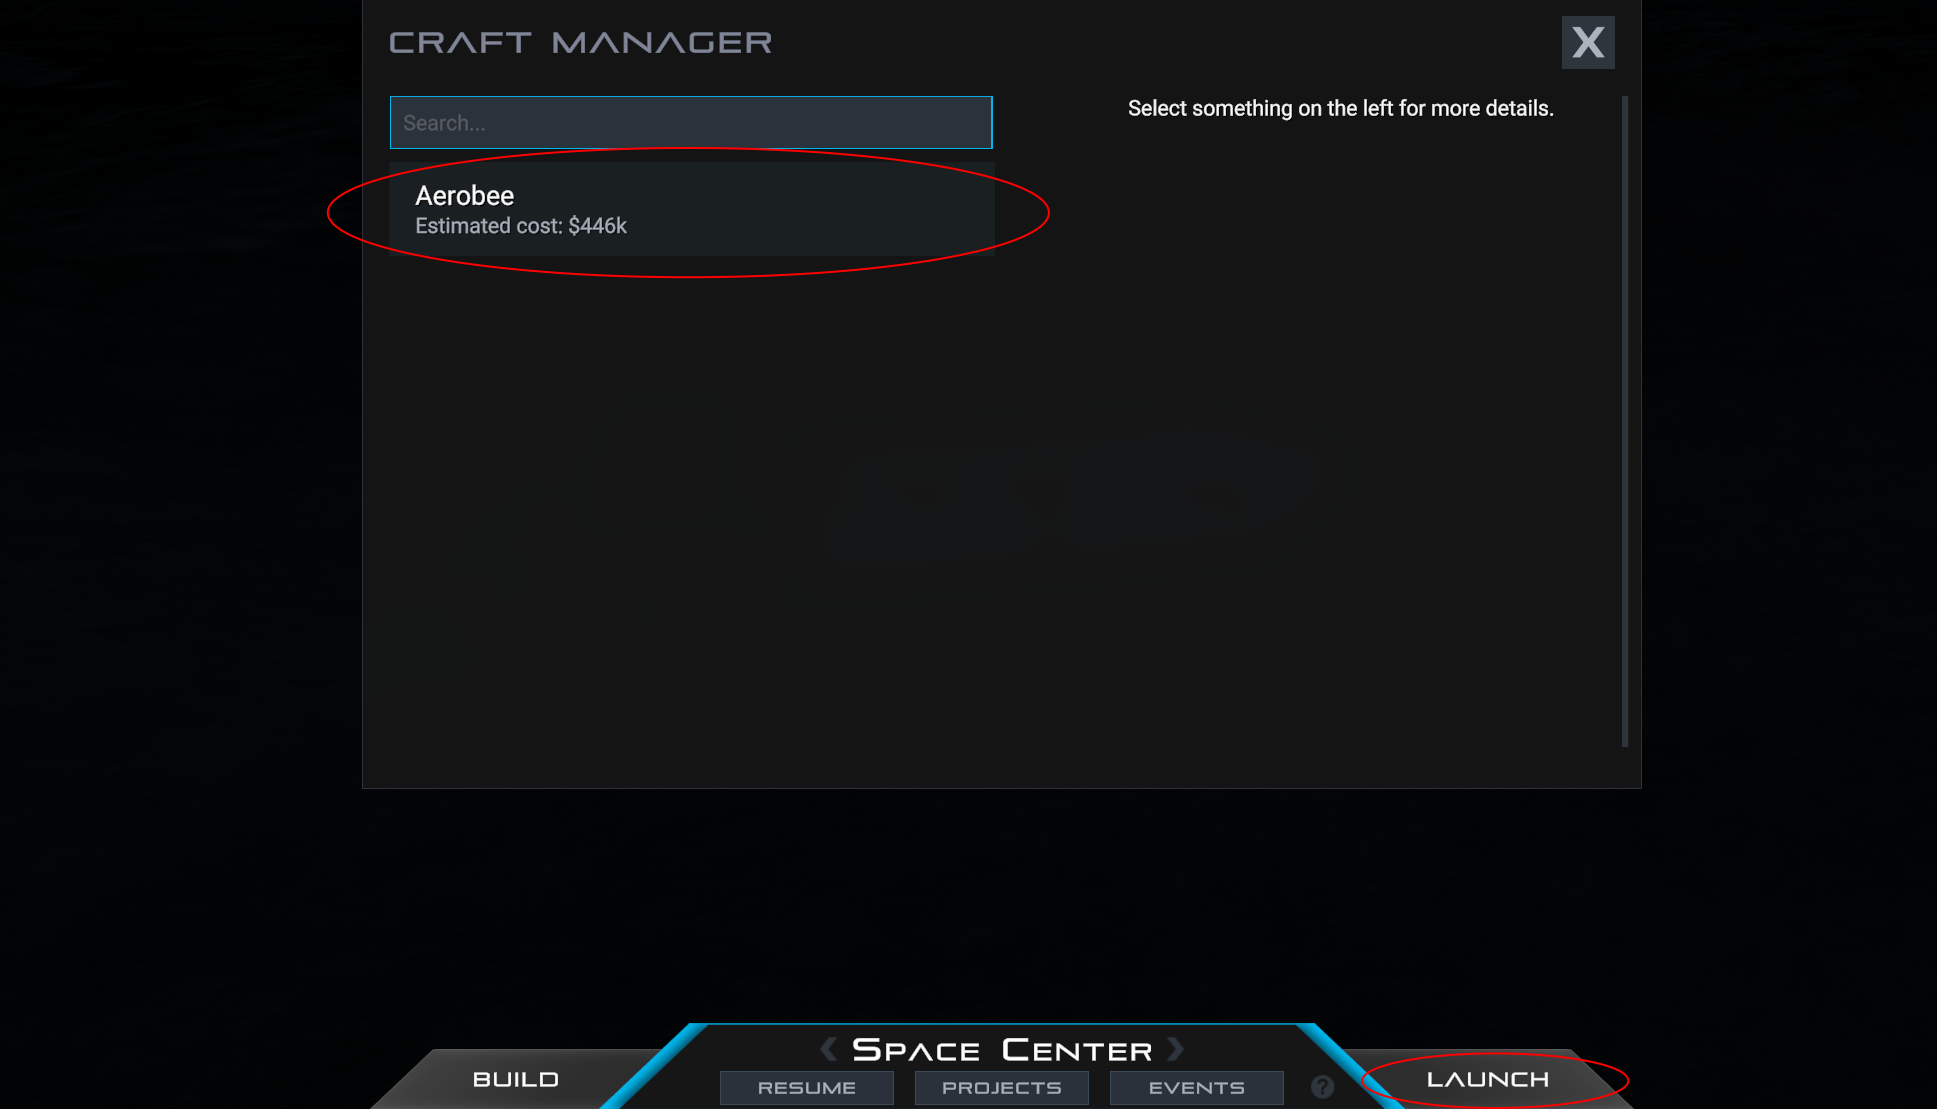 CRAFT MANAGER
X
Search...
Select something on the left for more details.
Aerobee
Estimated cost: $446k
SPACE CENTER
BUILD
LAUNCH
RESUME
PROJECTS
EVENTS
?